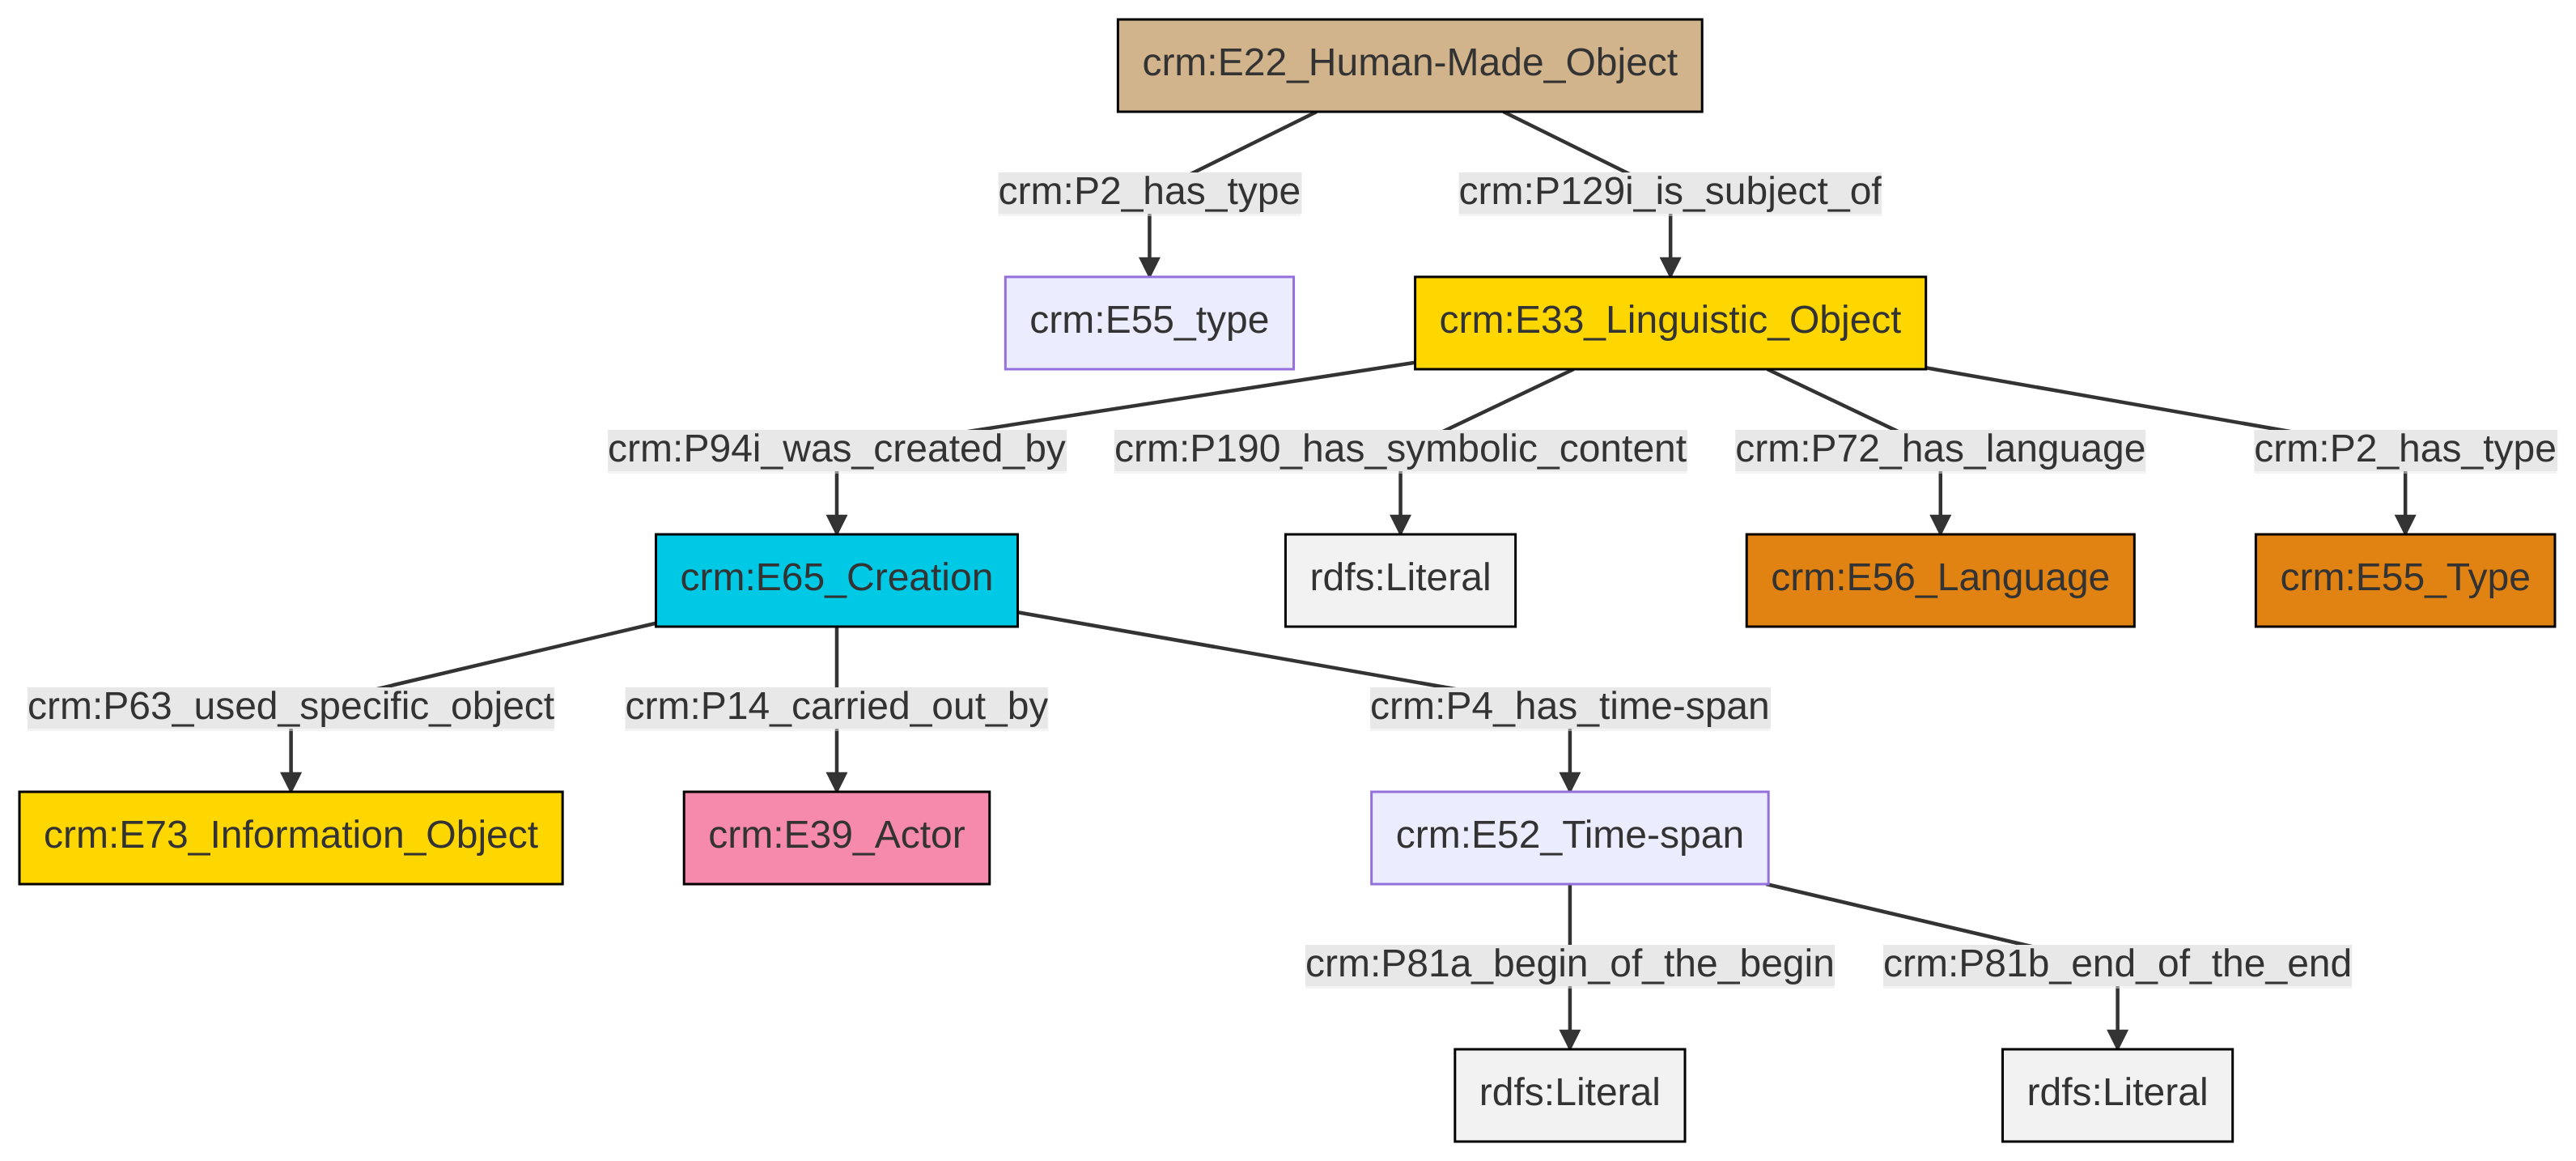 crm:E22_Human-Made_Object
crm:P2_has_type
crm:P129i_is_subject_of
crm:E55_type
crm:E33_Linguistic_Object
crm:P94i_was_created_by
crm:P190_has_symbolic_content
crm:P72_has_language
crm:P2_has_type
crm:E65_Creation
rdfs:Literal
crm:E56_Language
crm:E55_Type
crm:P63_used_specific_object
crm:P14_carried_out_by
crm:P4_has_time-span
crm:E73_Information_Object
crm:E39_Actor
crm:E52_Time-span
crm:P81a_begin_of_the_begin
crm:P81b_end_of_the_end
rdfs:Literal
rdfs:Literal